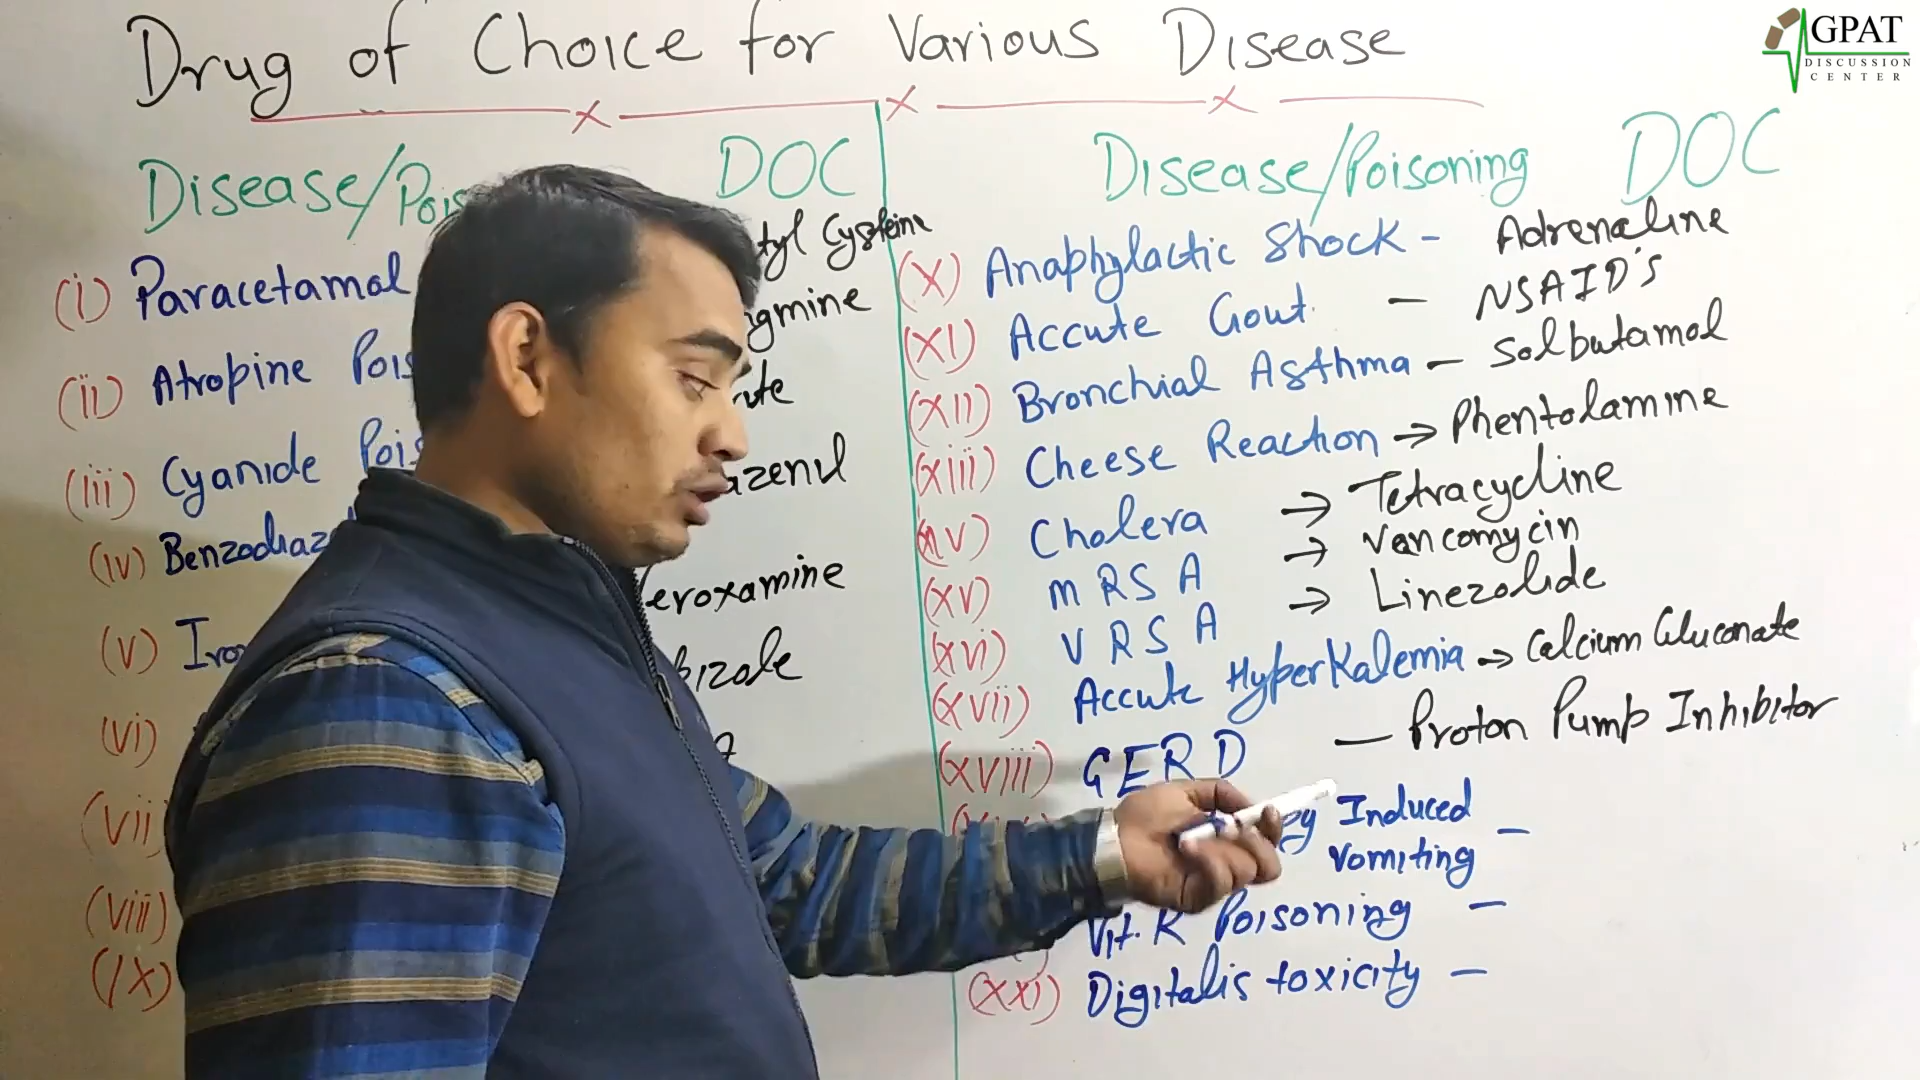 Drug of Choice for Various Disease
GPAT
DISCUSSION
CENTER
Disease/Pois
DOC
(i) Paracetamol
tyl Cysteine
(ii) Atropine Pois
gmine
(iii) Cyanide Pois
(iv) Benzodiaz
azenil
(v) Iro
eroxamine
(vi)
(vii)
(viii)
(ix)
Disease/Poisoning DOC
(X) Anaphylactic Shock - Adrenaline
(XI) Accute Gout - NSAID's
(XII) Bronchial Asthma - Salbutamol
(xiii) Cheese Reaction → Phentolamine
(xiv) Cholera → Tetracycline
(xv) MRSA → Vancomycin
(xvi) VRSA → Linezolide
(xvii) Accute Hyperkalemia → Calcium Gluconate
(xviii) GERD - Proton Pump Inhibitor
py Induced
Vomiting -
Vit. K Poisoning -
(xxi) Digitalis toxicity -